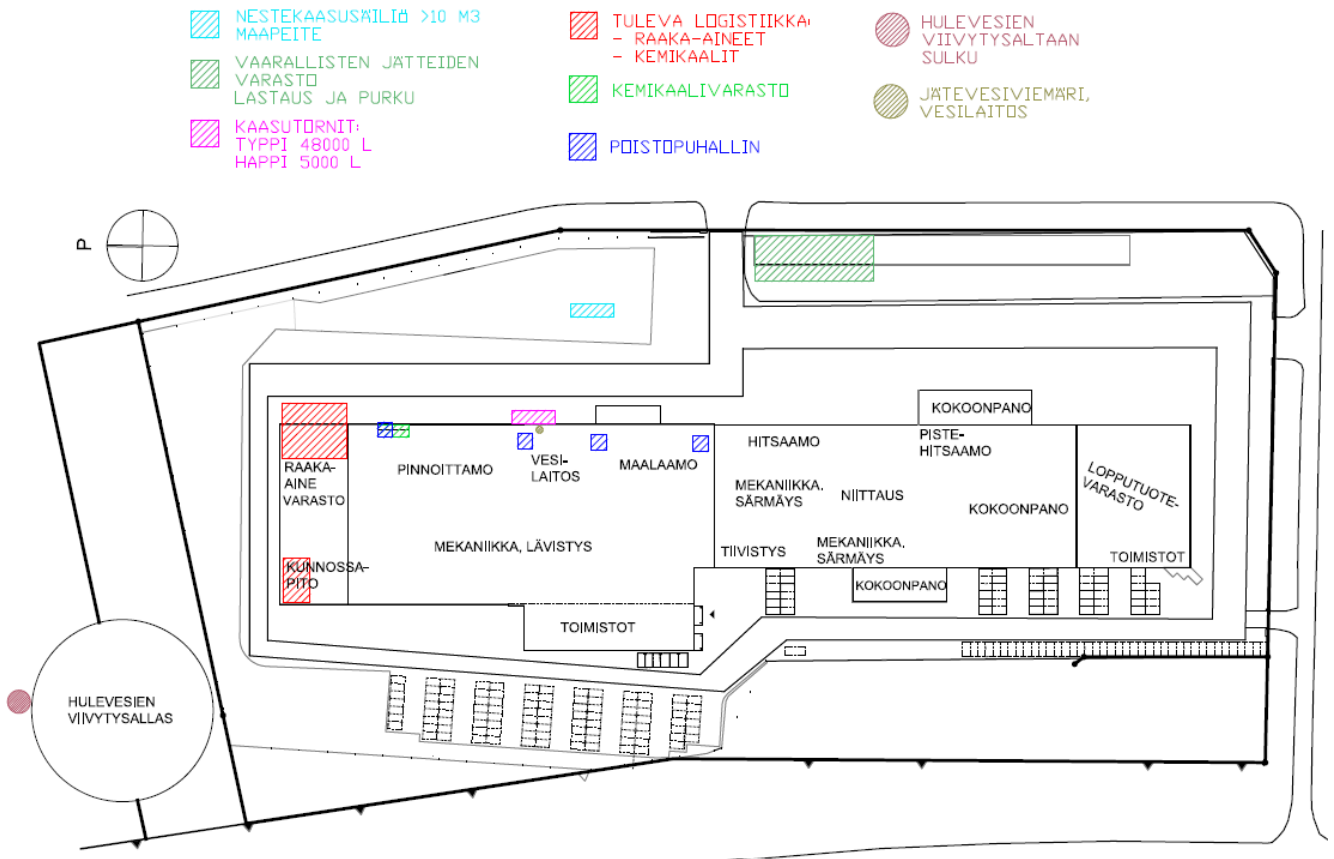 NESTEKAASUSÄILIÖ >10 M3
MAAPEITE
VAARALLISTEN JÄTTEIDEN
VARASTO
LASTAUS JA PURKU
KAASUTORNIT:
TYPPI 48000 L
HAPPI 5000 L
TULEVA LOGISTIIKKA:
- RAAKA-AINEET
- KEMIKAALIT
KEMIKAALIVARASTO
POISTOPUHALLIN
HULEVESIEN
VIIVYTYSALTAAN
SULKU
JÄTEVESIVIEMÄRI,
VESILAITOS
P
RAAKA-
AINE
VARASTO
PINNOITTAMO
VESI-
LAITOS
MAALAAMO
HITSAAMO
KOKOONPANO
PISTE-
HITSAAMO
MEKANIIKKA,
SÄRMÄYS
NIITTAUS
KOKOONPANO
LOPPUTUOTE-
VARASTO
MEKANIIKKA, LÄVISTYS
TIIVISTYS
MEKANIIKKA,
SÄRMÄYS
TOIMISTOT
KUNNOSSA-
PITO
KOKOONPANO
TOIMISTOT
HULEVESIEN
VIIVYTYSALLAS